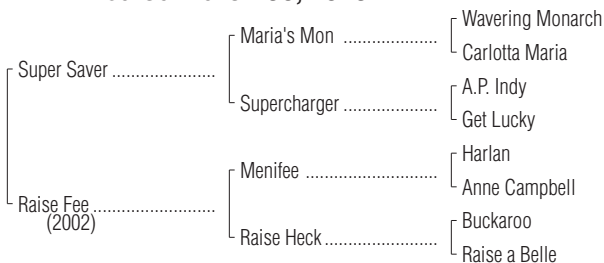 Wavering Monarch
Maria's Mon ..................
Carlotta Maria
Super Saver ....................
A.P. Indy
Supercharger ..................
Get Lucky
Harlan
Menifee .........................
Anne Campbell
Raise Fee ........................
(2002)
Buckaroo
Raise Heck ......................
Raise a Belle